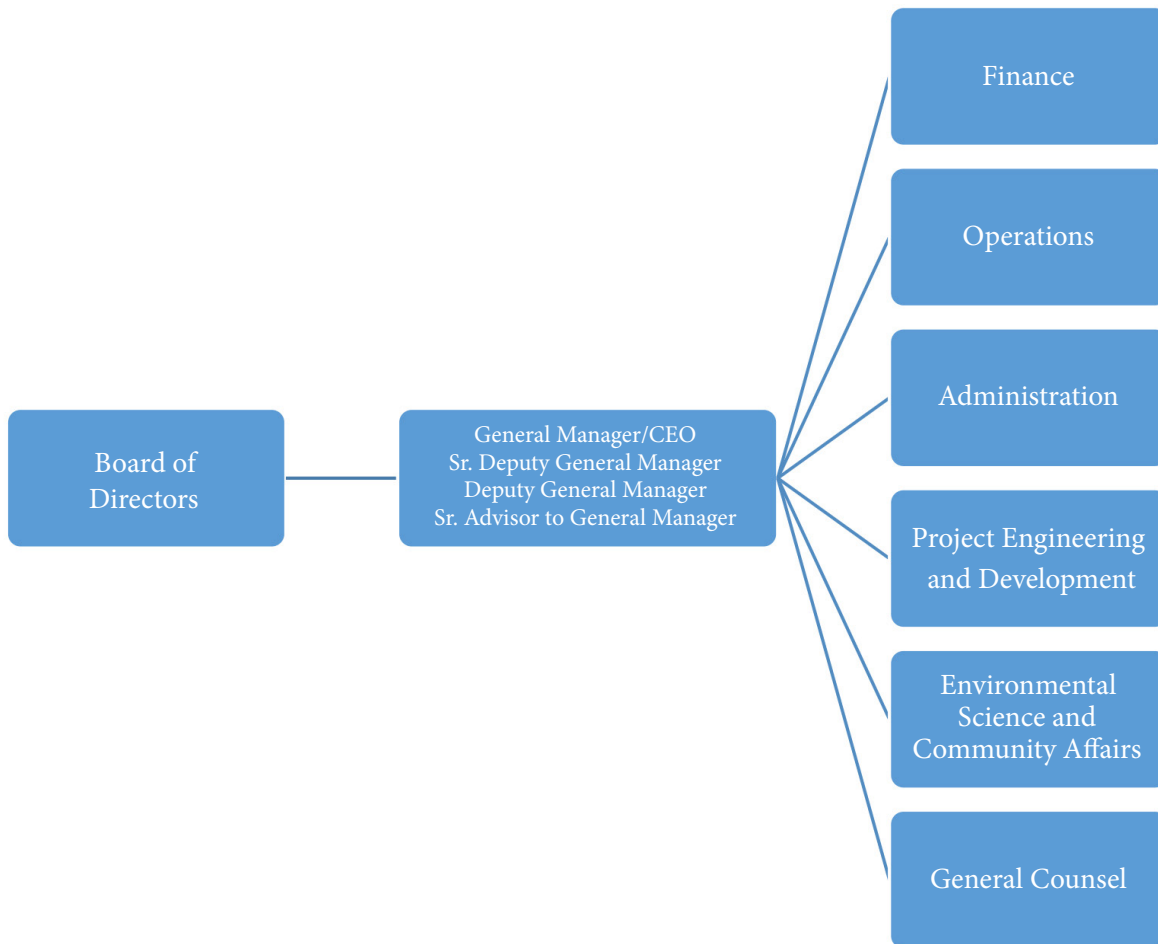 Board of
Directors
General Manager/CEO
Sr. Deputy General Manager
Deputy General Manager
Sr. Advisor to General Manager
Finance
Operations
Administration
Project Engineering
and Development
Environmental
Science and
Community Affairs
General Counsel